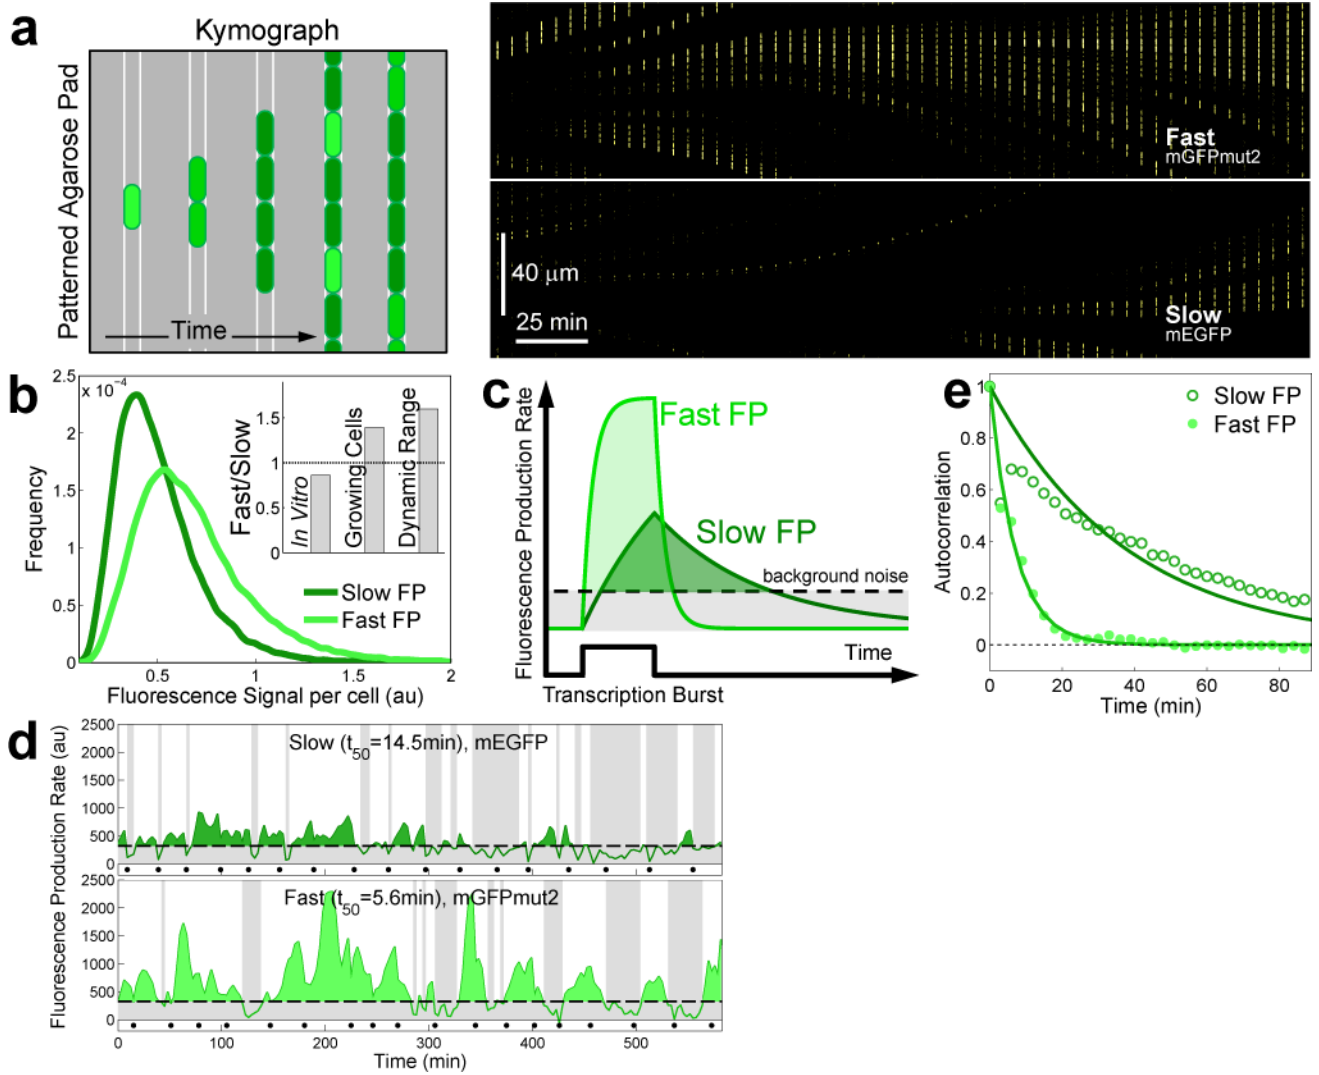 a
Kymograph
Patterned Agarose Pad
Time
Fast
mGFPmut2
40 μm
25 min
Slow
mEGFP
b
2.5
x 10⁻⁴
2
1.5
1
0.5
0
Frequency
0.5
1
1.5
2
Fluorescence Signal per cell (au)
Fast/Slow
1.5
1
0.5
0
In Vitro
Growing Cells
Dynamic Range
Slow FP
Fast FP
c
Fluorescence Production Rate
Fast FP
Slow FP
background noise
Time
Transcription Burst
e
Autocorrelation
1
0.8
0.6
0.4
0.2
0
Slow FP
Fast FP
0
20
40
60
80
Time (min)
d
Fluorescence Production Rate (au)
2500
2000
1500
1000
500
0
Slow (t₅₀=14.5min), mEGFP
2500
2000
1500
1000
500
0
Fast (t₅₀=5.6min), mGFPmut2
0
100
200
300
400
500
Time (min)